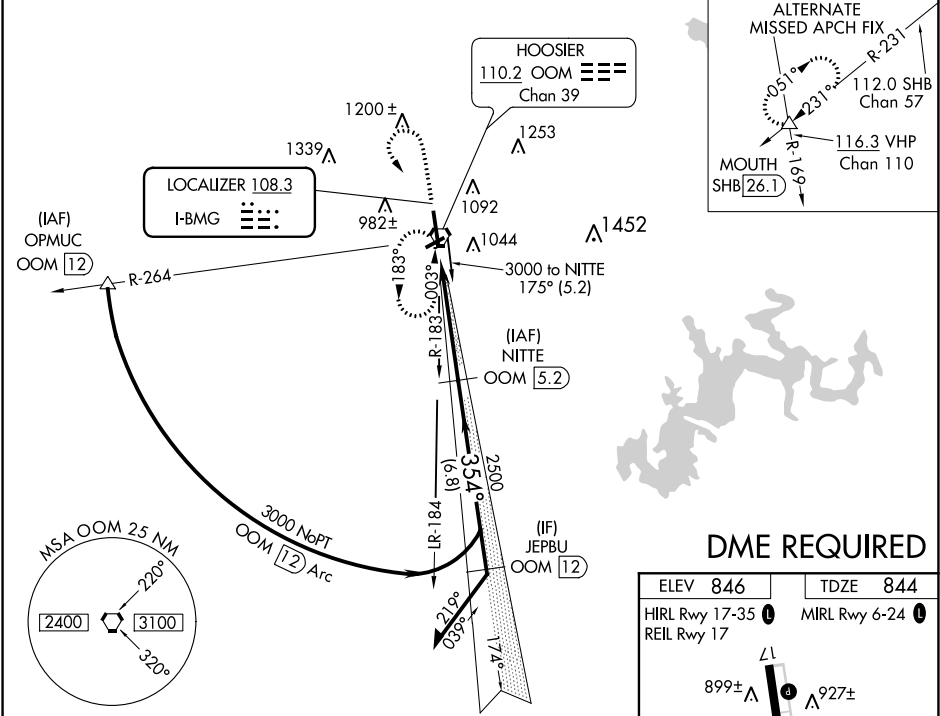 ALTERNATE
MISSED APCH FIX
R-231
051°
231°
112.0 SHB
Chan 57
116.3 VHP
Chan 110
R-169
MOUTH
SHB 26.1
HOOSIER
110.2 OOM
Chan 39
1200±
1253
1339
LOCALIZER 108.3
I-BMG
982±
1092
1044
1452
(IAF)
OPMUC
OOM 12
R-264
183°
003°
R-183
3000 to NITTE
175° (5.2)
(IAF)
NITTE
OOM 5.2
2500
354°
(6.8)
LR-184
3000 NoPT
OOM 12 Arc
(IF)
JEPBU
OOM 12
219°
039°
174°
MSA OOM 25 NM
220°
2400
3100
320°
DME REQUIRED
ELEV 846
TDZE 844
HIRL Rwy 17-35 L
MIRL Rwy 6-24 L
REIL Rwy 17
17
899±
P
927±